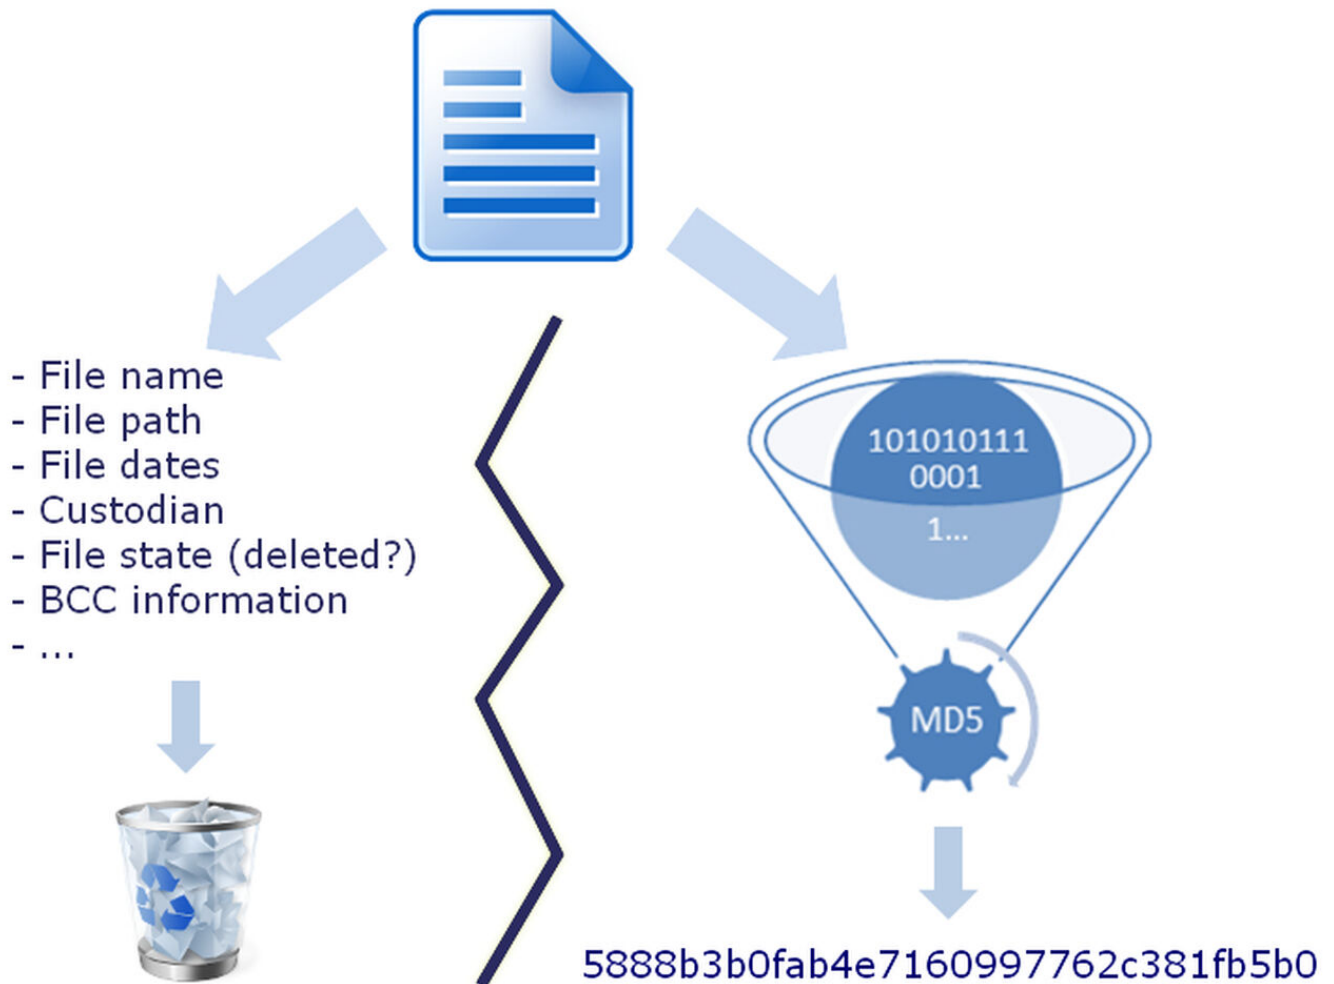 - File name
- File path
- File dates
- Custodian
- File state (deleted?)
- BCC information
- ...
101010111
0001
1...
MD5
5888b3b0fab4e7160997762c381fb5b0